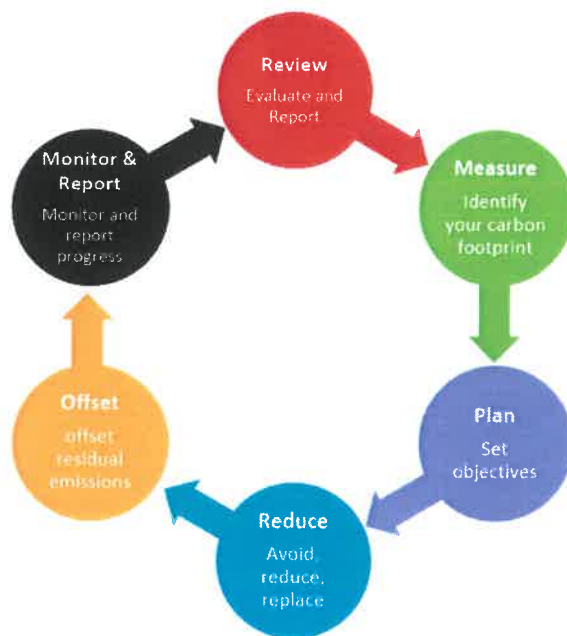 Review
Evaluate and
Report
Measure
Identify
your carbon
footprint
Plan
Set
objectives
Reduce
Avoid,
reduce,
replace
Offset
offset
residual
emissions
Monitor &
Report
Monitor and
report
progress